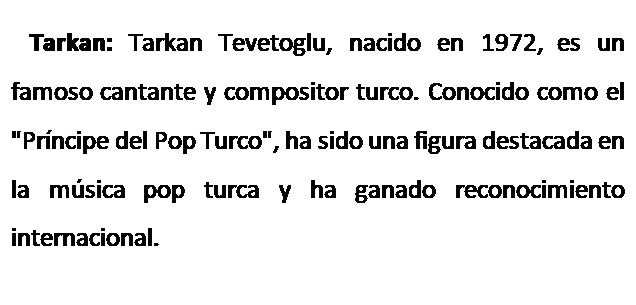 Tarkan: Tarkan Tevetoglu, nacido en 1972, es un
famoso cantante y compositor turco. Conocido como el
"Príncipe del Pop Turco", ha sido una figura destacada en
la música pop turca y ha ganado reconocimiento
internacional.